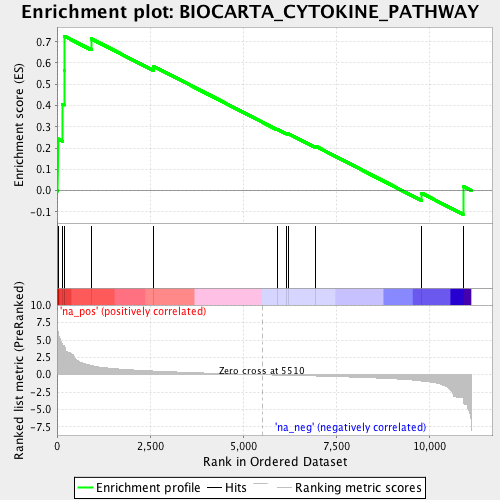 Enrichment plot: BIOCARTA_CYTOKINE_PATHWAY
Enrichment score (ES)
0.7
0.6
0.5
0.4
0.3
0.2
0.1
0.0
-0.1
'na_pos' (positively correlated)
Ranked list metric (PreRanked)
10.0
7.5
5.0
2.5
0.0
-2.5
-5.0
-7.5
Zero cross at 5510
'na_neg' (negatively correlated)
0
2,500
5,000
7,500
10,000
Rank in Ordered Dataset
Enrichment profile
Hits
Ranking metric scores